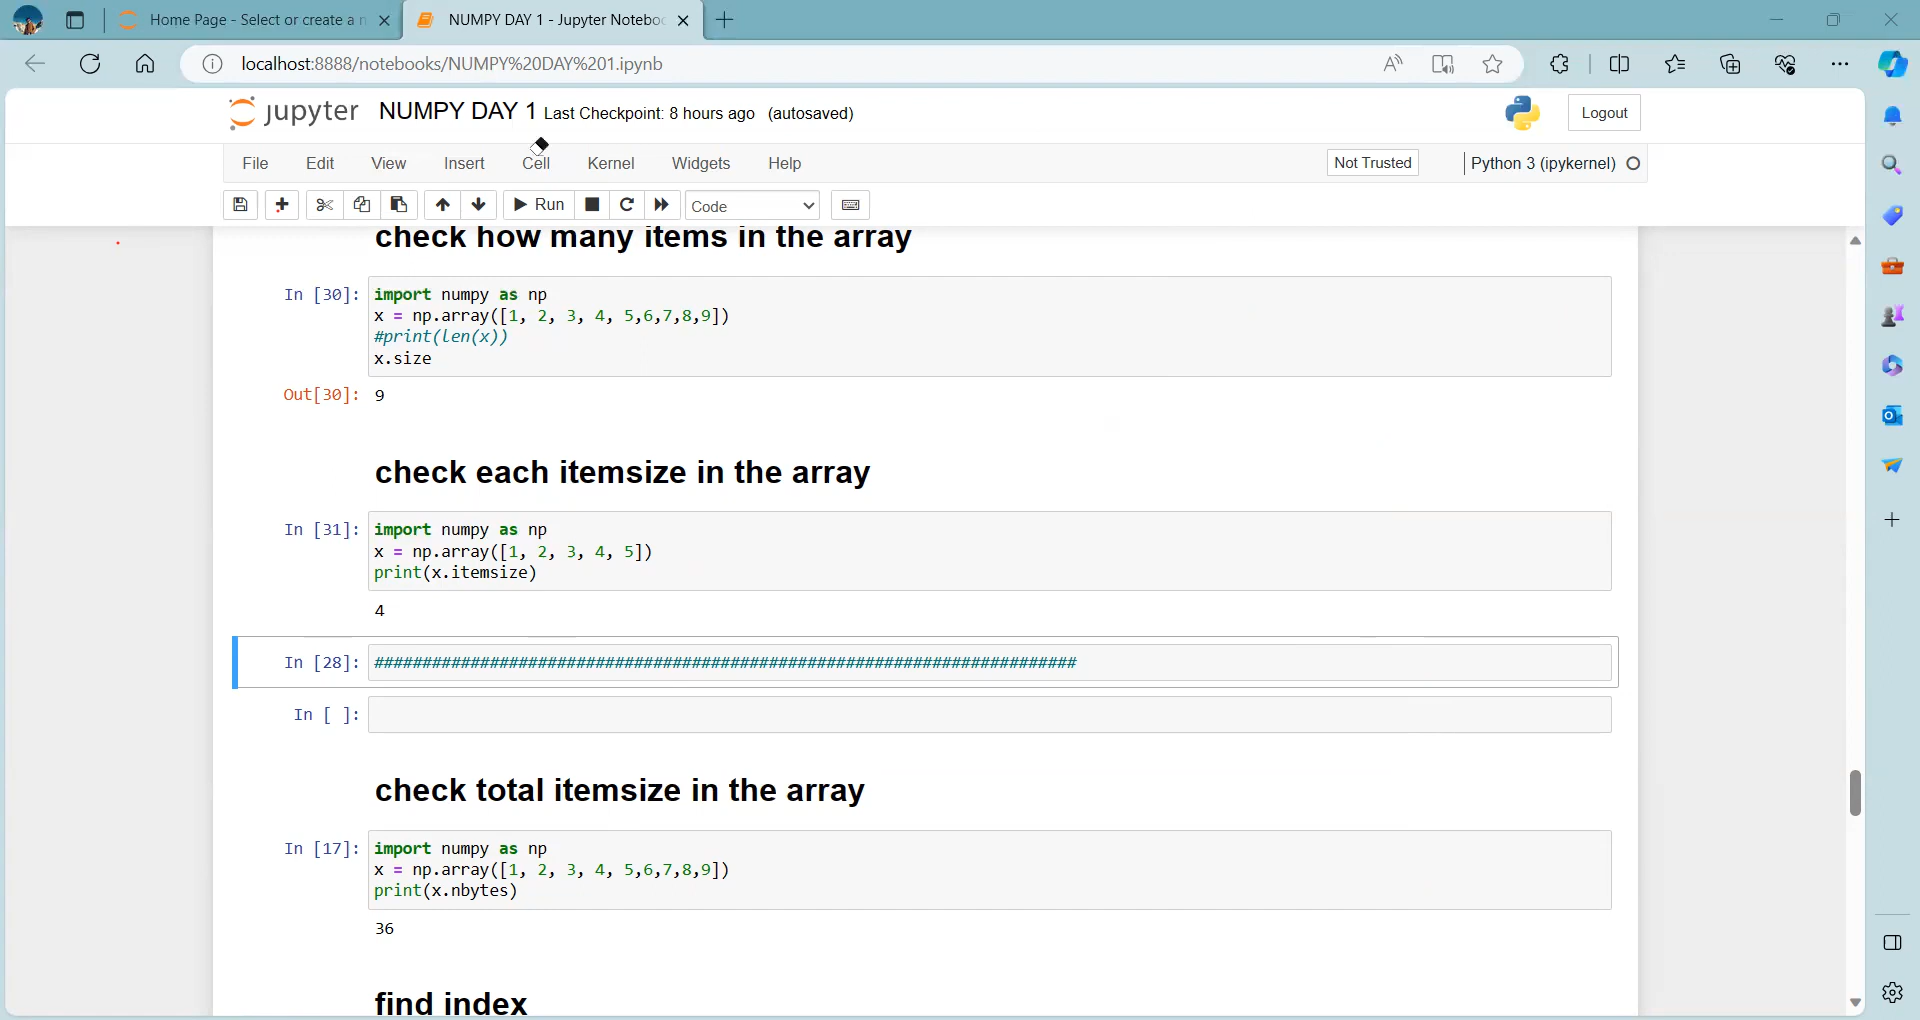 Home Page - Select or create a n
NUMPY DAY 1 - Jupyter Noteboo
localhost:8888/notebooks/NUMPY%20DAY%201.ipynb
jupyter NUMPY DAY 1 Last Checkpoint: 8 hours ago (autosaved)
Logout
File Edit View Insert Cell Kernel Widgets Help
Not Trusted
Python 3 (ipykernel)
Run
Code
check how many items in the array
In [30]: import numpy as np
x = np.array([1, 2, 3, 4, 5,6,7,8,9])
#print(len(x))
x.size
Out[30]: 9
check each itemsize in the array
In [31]: import numpy as np
x = np.array([1, 2, 3, 4, 5])
print(x.itemsize)
4
In [28]: #########################################################################
In [ ]:
check total itemsize in the array
In [17]: import numpy as np
x = np.array([1, 2, 3, 4, 5,6,7,8,9])
print(x.nbytes)
36
find index